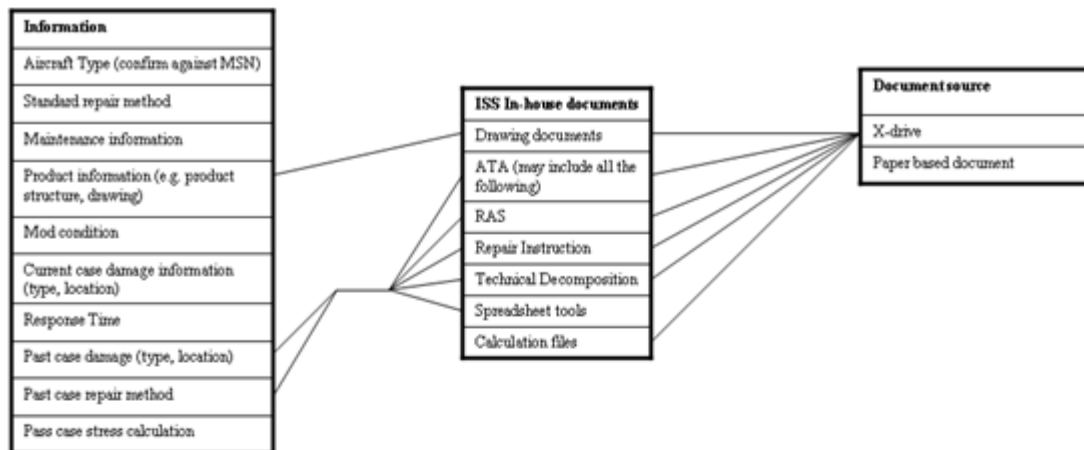 Information
Aircraft Type (confirm against MSN)
Standard repair method
Maintenance information
Product information (e.g. product
structure, drawing)
Mod condition
Current case damage information
(type, location)
Response Time
Past case damage (type, location)
Past case repair method
Pass case stress calculation
ISS In-house documents
Drawing documents
ATA (may include all the
following)
RAS
Repair Instruction
Technical Decomposition
Spreadsheet tools
Calculation files
Document source
X-drive
Paper based document